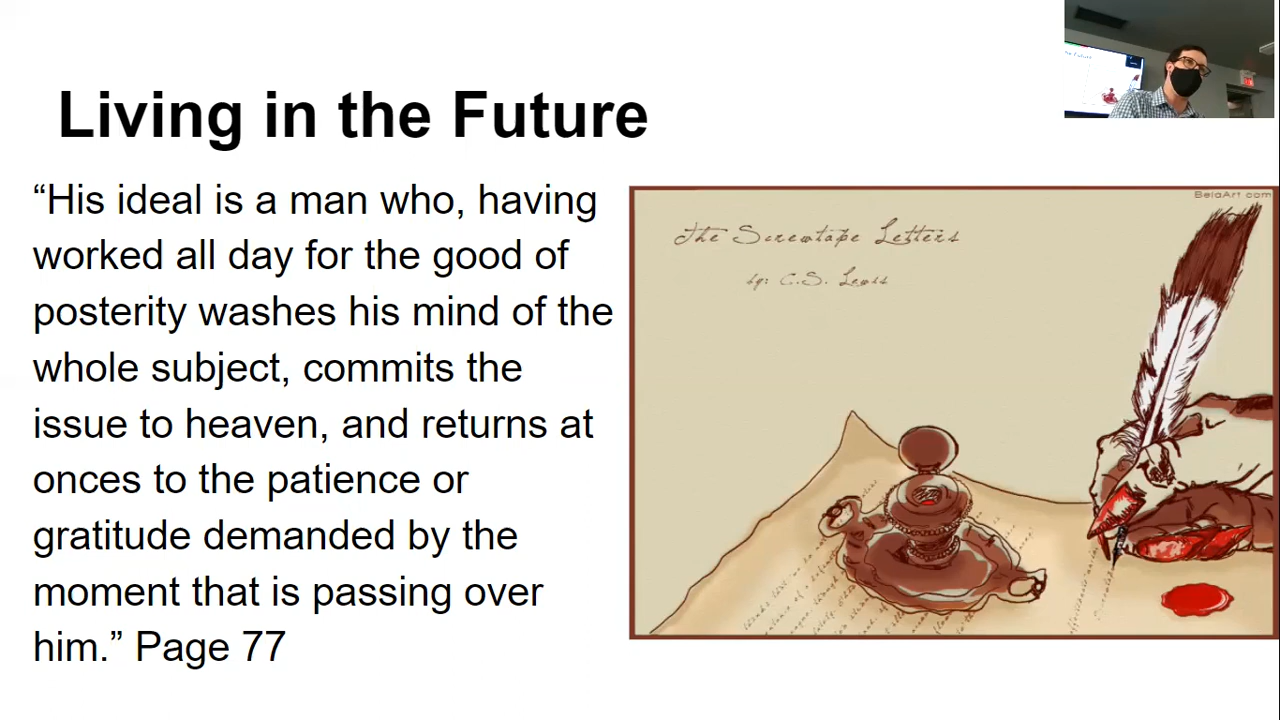 Living in the Future
“His ideal is a man who, having
worked all day for the good of
posterity washes his mind of the
whole subject, commits the
issue to heaven, and returns at
onces to the patience or
gratitude demanded by the
moment that is passing over
him.” Page 77
BelaArt.com
The Screwtape Letters
by: C.S. Lewis